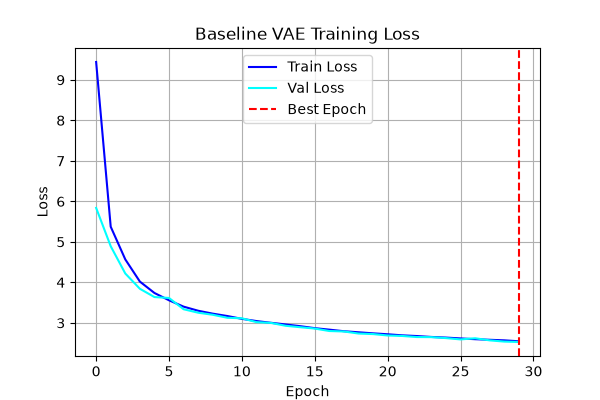 Baseline VAE Training Loss
Train Loss
Val Loss
Best Epoch
Loss
9
8
7
6
5
4
3
0 5 10 15 20 25 30
Epoch